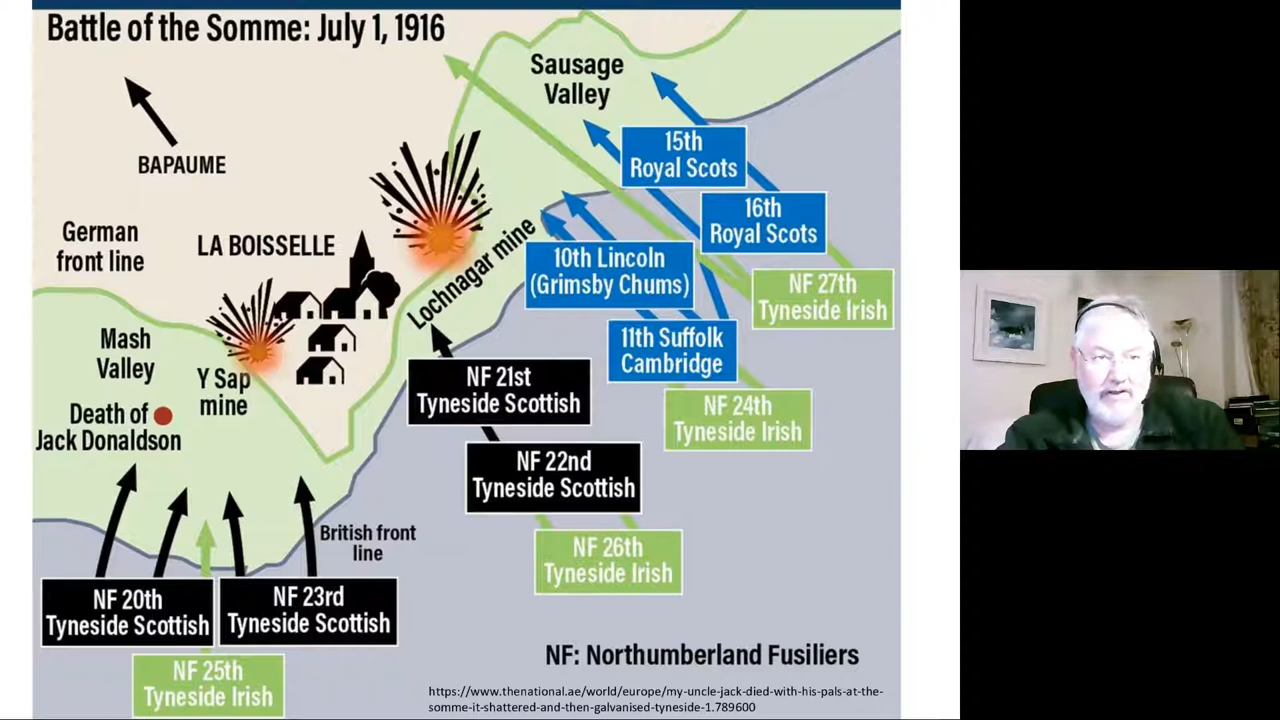 Battle of the Somme: July 1, 1916
Sausage
Valley
BAPAUME
15th
Royal Scots
16th
Royal Scots
German
front line
LA BOISSELLE
Lochnagar mine
10th Lincoln
(Grimsby Chums)
NF 27th
Tyneside Irish
11th Suffolk
Cambridge
Mash
Valley
Y Sap
mine
NF 21st
Tyneside Scottish
NF 24th
Tyneside Irish
Death of
Jack Donaldson
NF 22nd
Tyneside Scottish
British front
line
NF 26th
Tyneside Irish
NF 20th
Tyneside Scottish
NF 23rd
Tyneside Scottish
NF 25th
Tyneside Irish
NF: Northumberland Fusiliers
https://www.thenational.ae/world/europe/my-uncle-jack-died-with-his-pals-at-the-
somme-it-shattered-and-then-galvanised-tyneside-1.789600